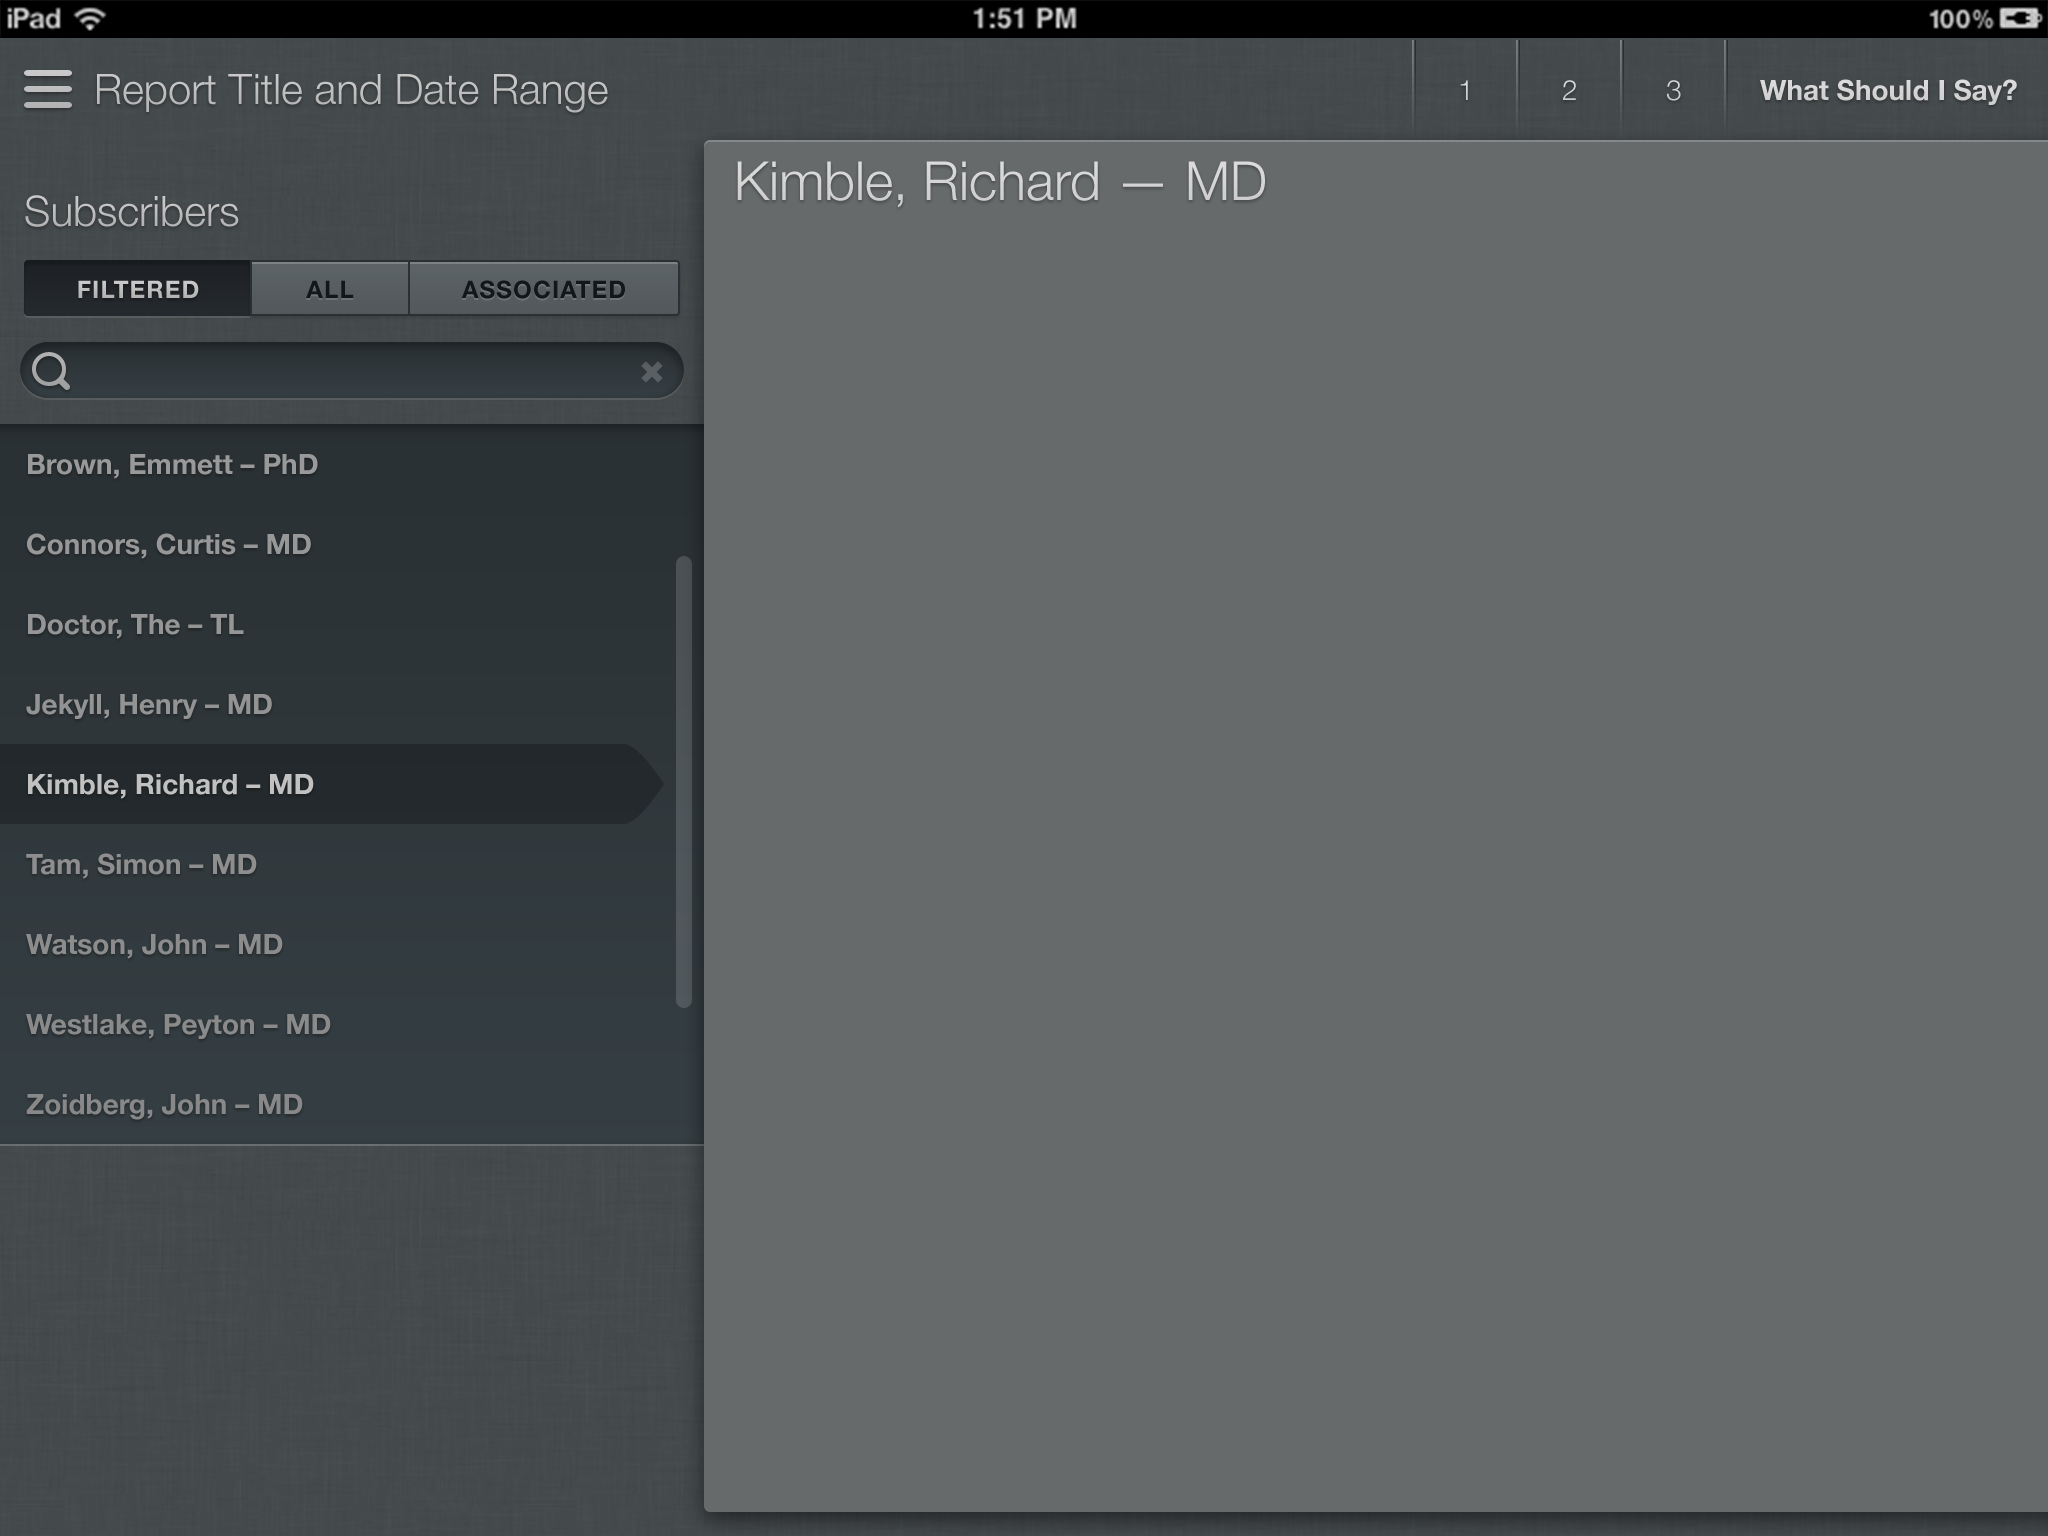 iPad 1:51 PM 100%
Report Title and Date Range 1 2 3 What Should I Say?
Kimble, Richard — MD
Subscribers
FILTERED ALL ASSOCIATED
Brown, Emmett – PhD
Connors, Curtis – MD
Doctor, The – TL
Jekyll, Henry – MD
Kimble, Richard – MD
Tam, Simon – MD
Watson, John – MD
Westlake, Peyton – MD
Zoidberg, John – MD